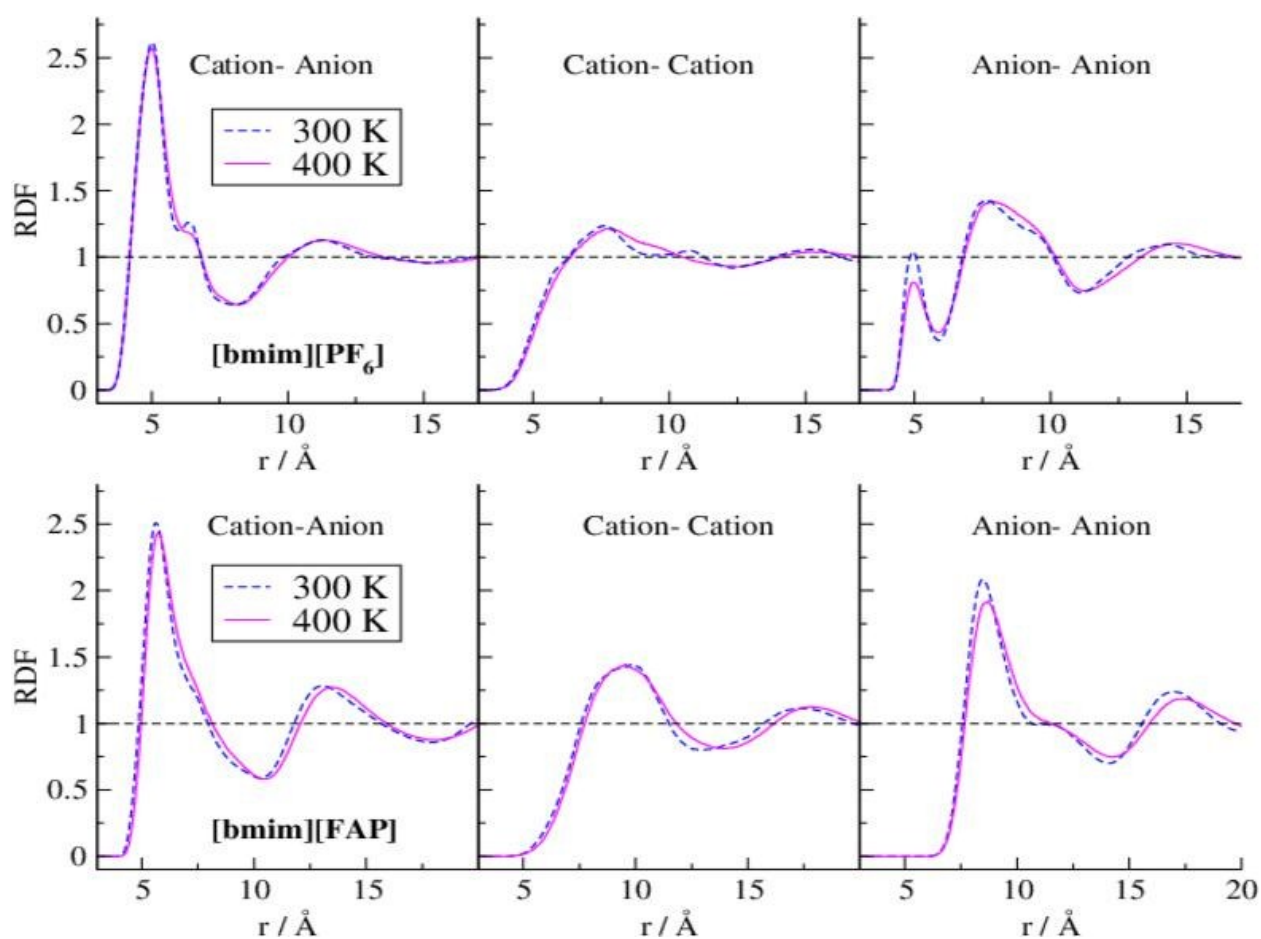 Cation- Anion
Cation- Cation
Anion- Anion
300 K
400 K
RDF
2.5
2
1.5
1
0.5
0
[bmim][PF6]
5 10 15
5 10 15
5 10 15
r / Å
r / Å
r / Å
Cation-Anion
Cation- Cation
Anion- Anion
300 K
400 K
RDF
2.5
2
1.5
1
0.5
0
[bmim][FAP]
5 10 15
5 10 15
5 10 15 20
r / Å
r / Å
r / Å